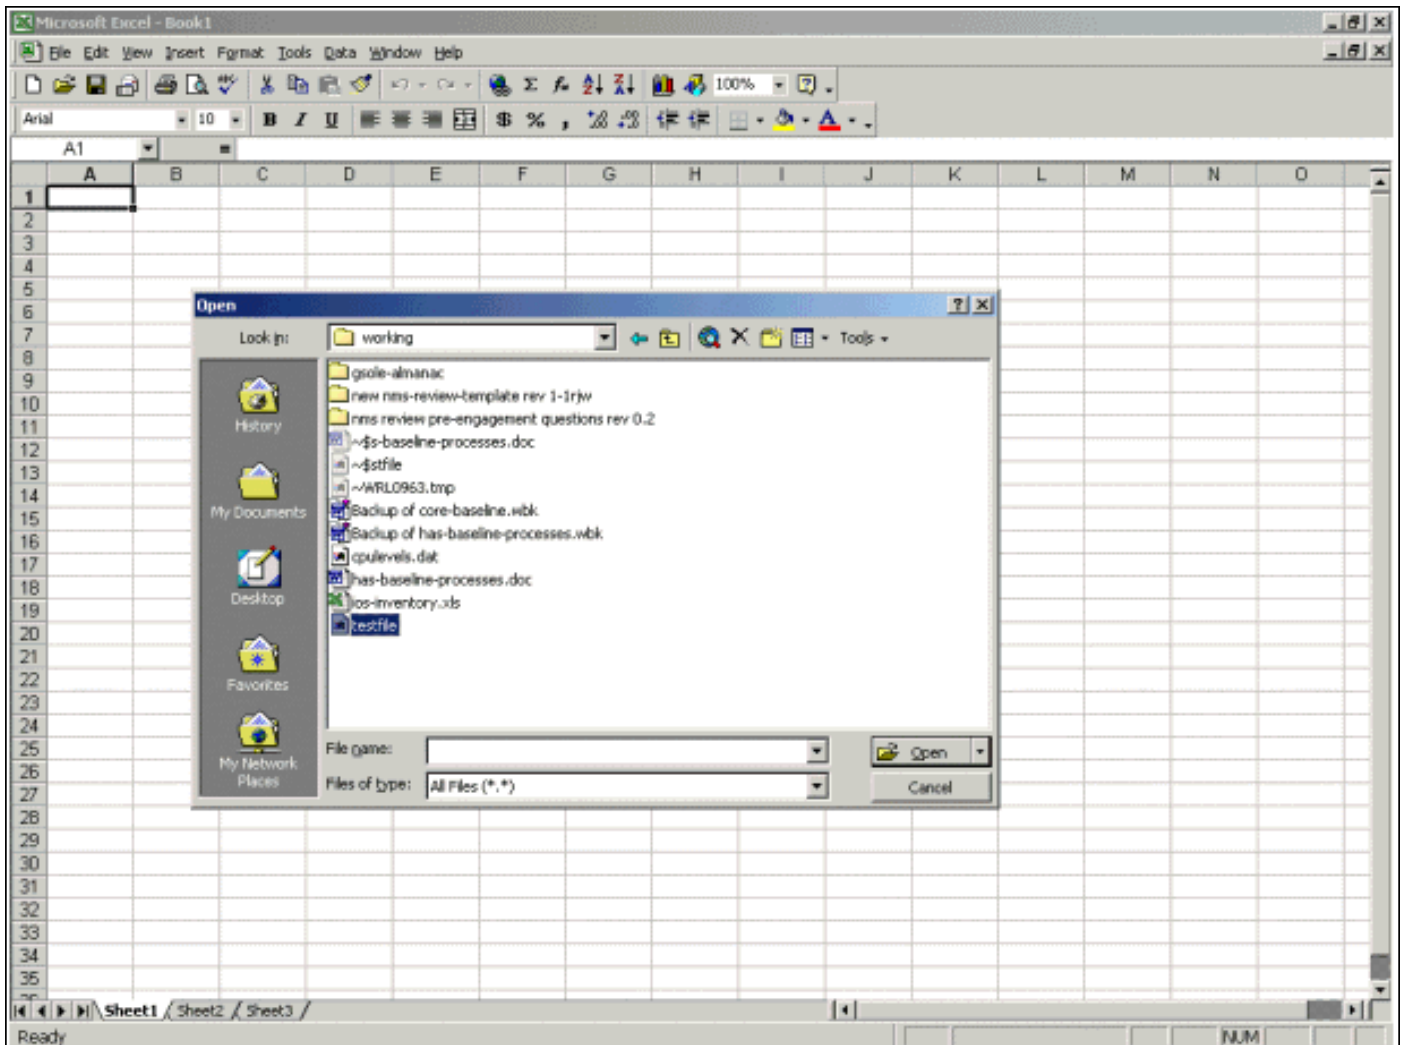 Microsoft Excel - Book1
File Edit View Insert Format Tools Data Window Help
100%
Arial 10 B I U $ % ,
A1 =
A B C D E F G H I J K L M N O
1
2
3
4
5
6
7
8
9
10
11
12
13
14
15
16
17
18
19
20
21
22
23
24
25
26
27
28
29
30
31
32
33
34
35
Open
Look in: working Tools
History
My Documents
Desktop
Favorites
My Network
Places
gsole-almanac
new nms-review-template rev 1-1rjw
nms review pre-engagement questions rev 0.2
~$s-baseline-processes.doc
~$stfile
~WRL0963.tmp
Backup of core-baseline.wbk
Backup of has-baseline-processes.wbk
cpulevels.dat
has-baseline-processes.doc
ios-inventory.xls
testfile
File name: Open
Files of type: All Files (*.*) Cancel
Sheet1 Sheet2 Sheet3
Ready NUM